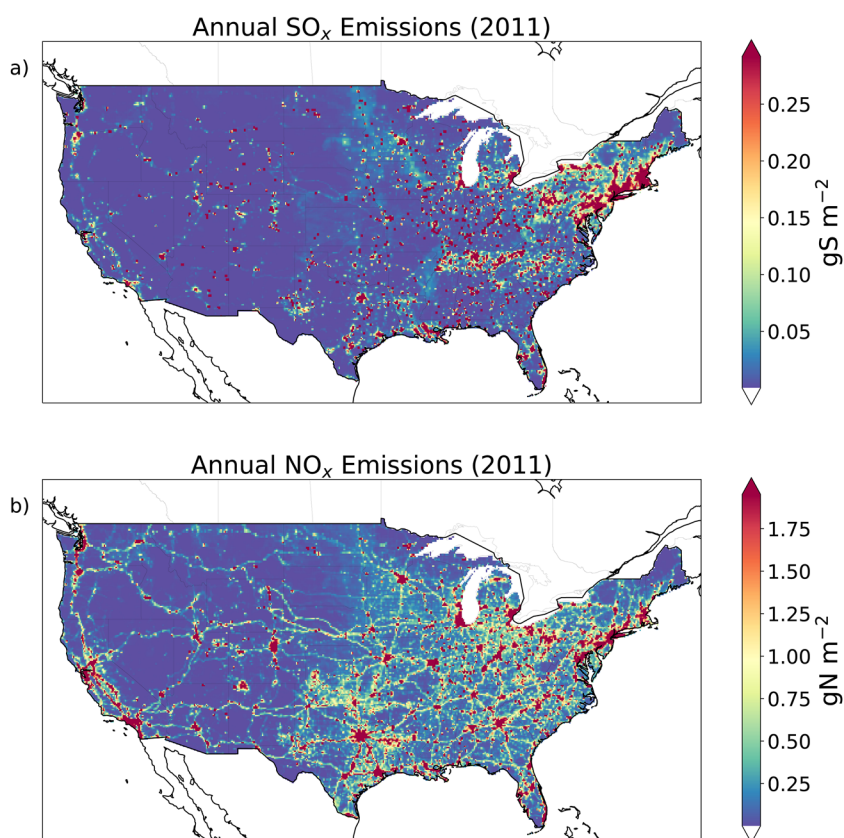 Annual SOₓ Emissions (2011)
a)
0.25
0.20
0.15
0.10
0.05
gS m⁻²
Annual NOₓ Emissions (2011)
b)
1.75
1.50
1.25
1.00
0.75
0.50
0.25
gN m⁻²